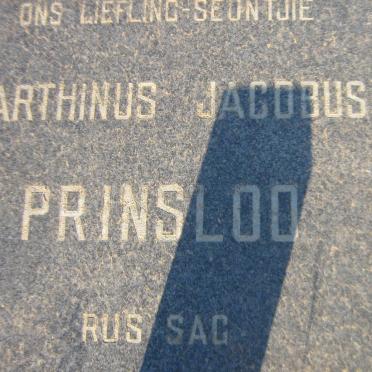 ONS LIEFLING-SEUNTJIE
ARTHINUS JACOBUS
PRINSLOO
RUS SAG